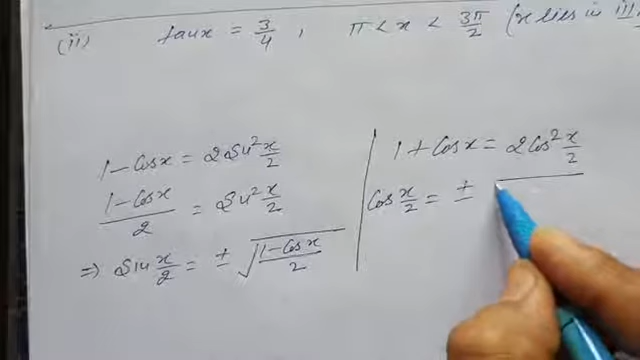 (ii) tan x = 3/4 , π < x < 3π/2 (x lies in III
1 - Cos x = 2 Sin² x/2
(1 - Cos x)/2 = Sin² x/2
⇒ Sin x/2 = ± √((1 - Cos x)/2)
1 + Cos x = 2 Cos² x/2
Cos x/2 = ±